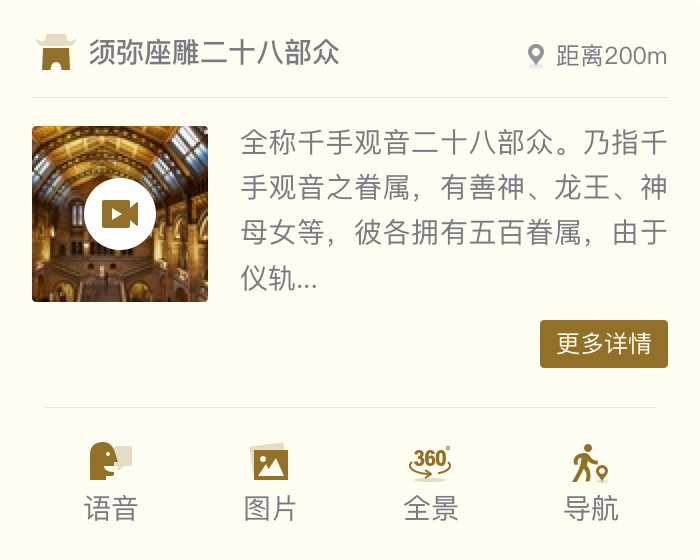 须弥座雕二十八部众
距离200m
全称千手观音二十八部众。乃指千
手观音之眷属，有善神、龙王、神
母女等，彼各拥有五百眷属，由于
仪轨...
更多详情
360°
语音 图片 全景 导航